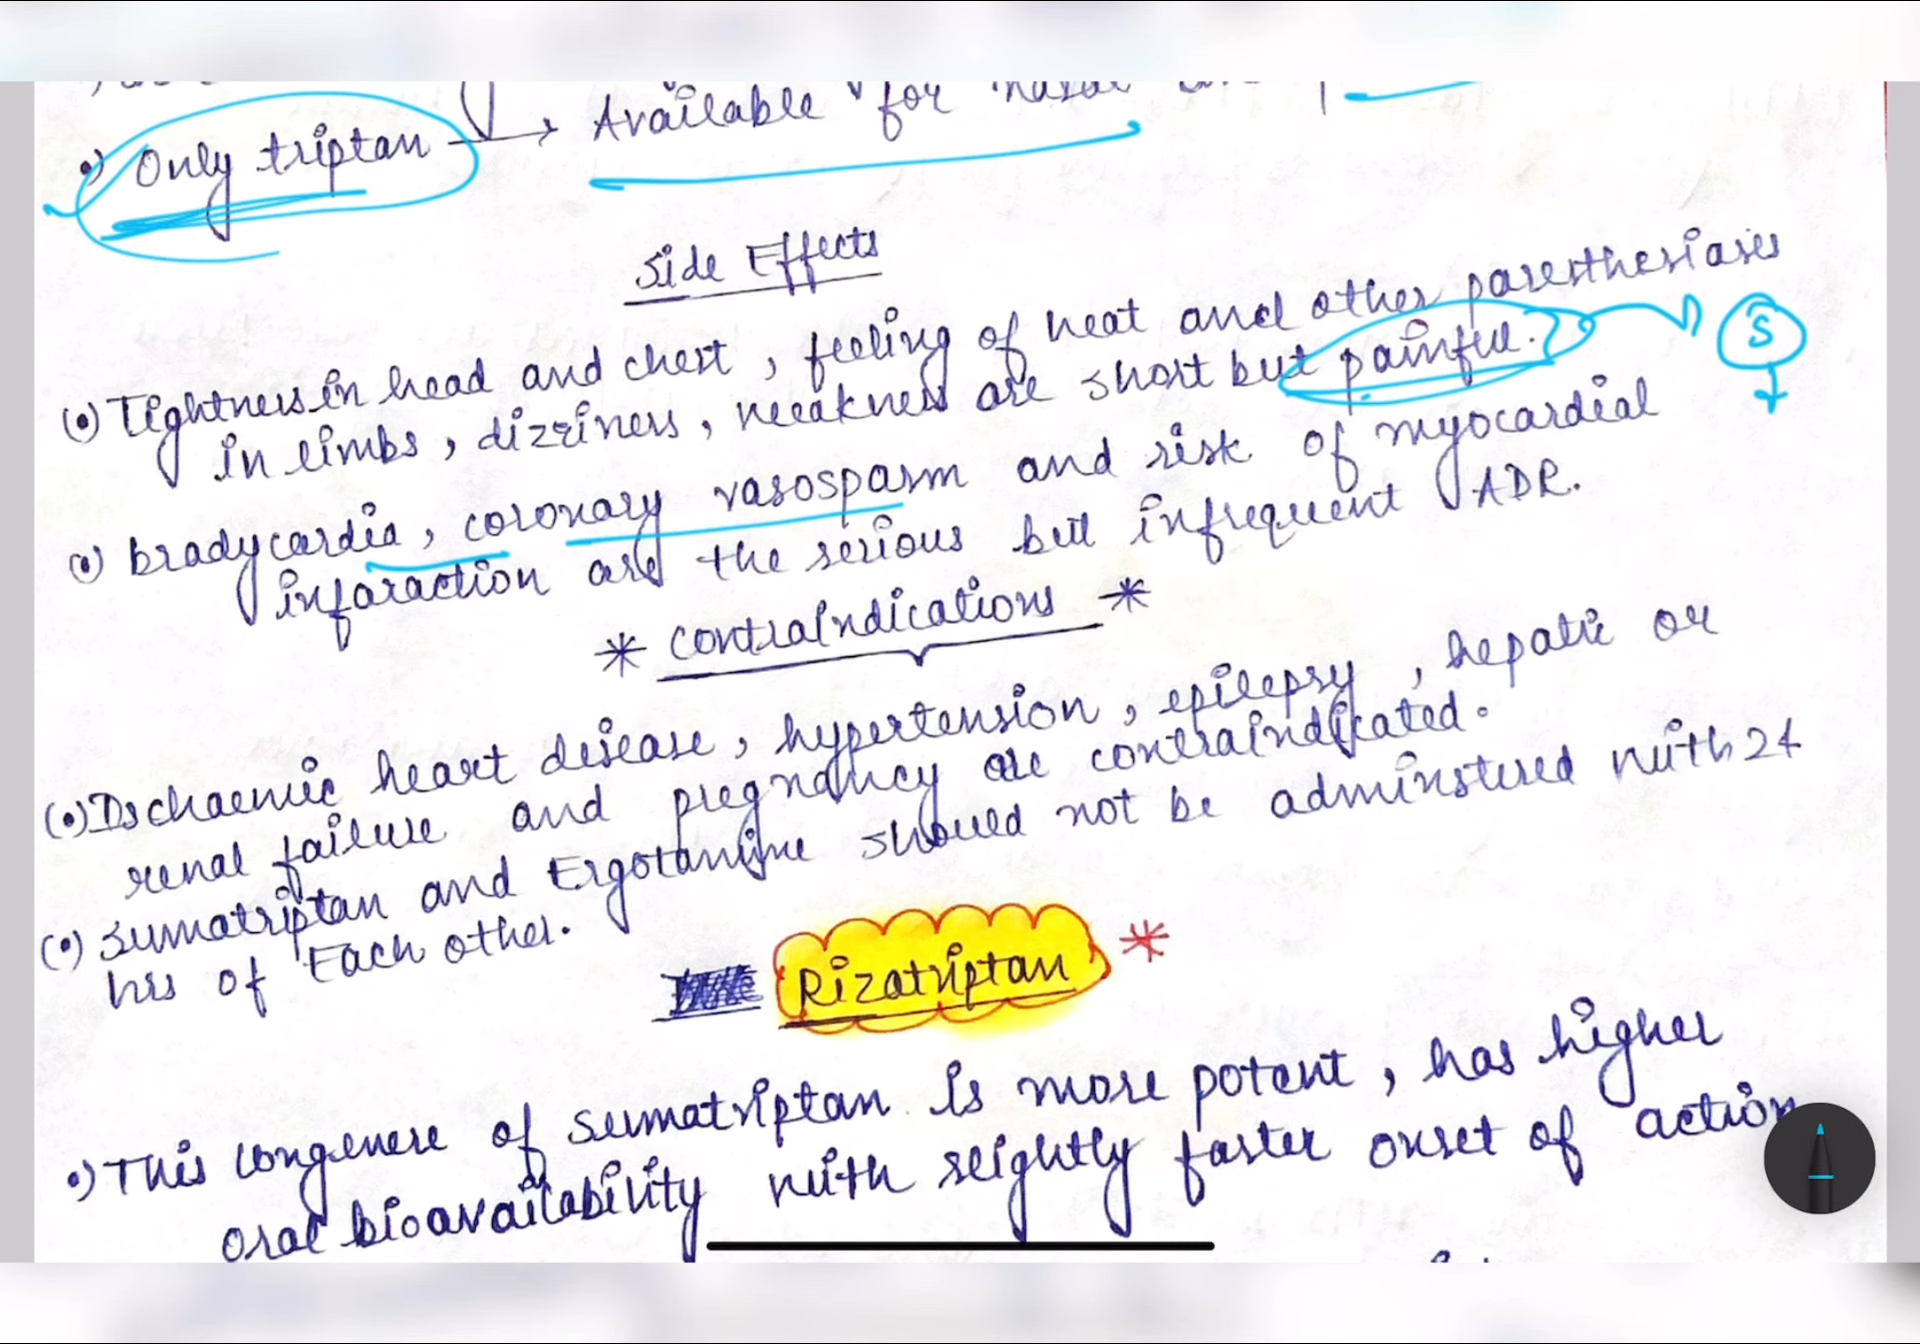 •) Only triptan → Available for nasal
Side Effects
(•) Tightness in head and chest, feeling of heat and other paresthesiases
in limbs, dizziness, weakness are short but painful. S
(•) bradycardia, coronary vasospasm and risk of myocardial
infaraction are the serious but infrequent ADR.
* contraindications *
(•) Ischaemic heart desease, hypertension, epilepsy, hepatic or
renal failure and pregnancy are contraindicated.
(•) Sumatriptan and Ergotamine should not be adminstered with 24
hrs of Each other.
Rizatriptan *
•) This congenere of sumatriptan is more potent, has higher
oral bioavailability with slightly faster onset of action